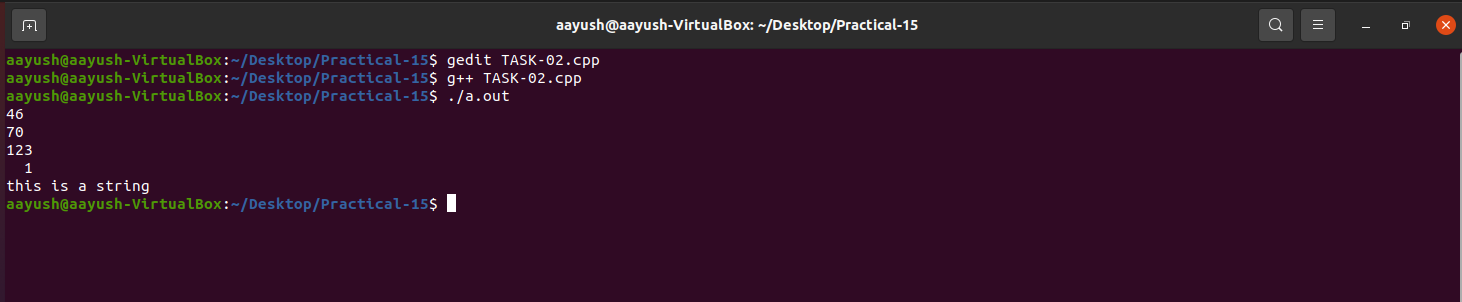 aayush@aayush-VirtualBox: ~/Desktop/Practical-15
aayush@aayush-VirtualBox:~/Desktop/Practical-15$ gedit TASK-02.cpp
aayush@aayush-VirtualBox:~/Desktop/Practical-15$ g++ TASK-02.cpp
aayush@aayush-VirtualBox:~/Desktop/Practical-15$ ./a.out
46
70
123
  1
this is a string
aayush@aayush-VirtualBox:~/Desktop/Practical-15$